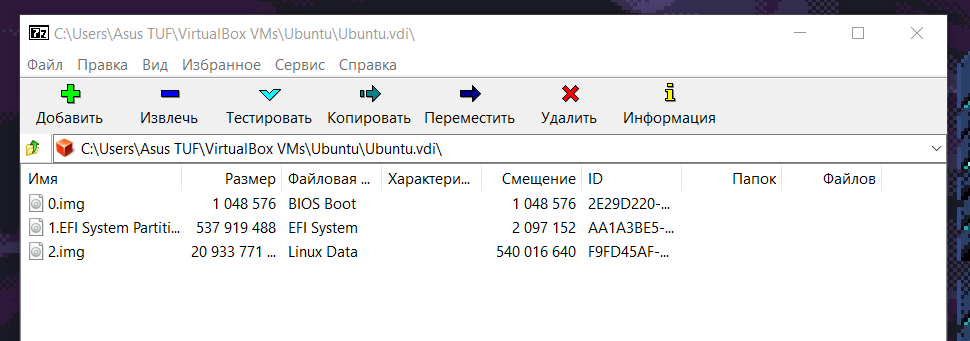 C:\Users\Asus TUF\VirtualBox VMs\Ubuntu\Ubuntu.vdi\
Файл Правка Вид Избранное Сервис Справка
Добавить Извлечь Тестировать Копировать Переместить Удалить Информация
C:\Users\Asus TUF\VirtualBox VMs\Ubuntu\Ubuntu.vdi\
Имя Размер Файловая ... Характери... Смещение ID Папок Файлов
0.img 1 048 576 BIOS Boot 1 048 576 2E29D220-...
1.EFI System Partiti... 537 919 488 EFI System 2 097 152 AA1A3BE5-...
2.img 20 933 771 ... Linux Data 540 016 640 F9FD45AF-...